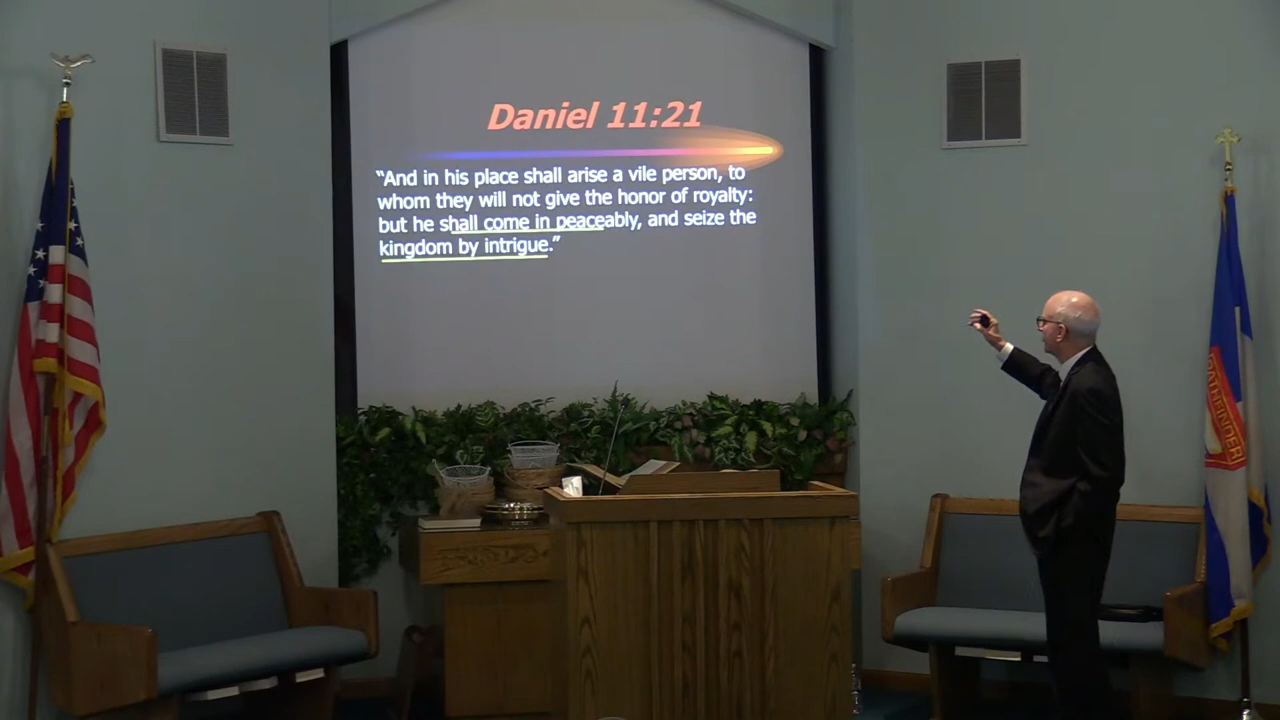 Daniel 11:21
“And in his place shall arise a vile person, to
whom they will not give the honor of royalty:
but he shall come in peaceably, and seize the
kingdom by intrigue.”
PATHFINDER